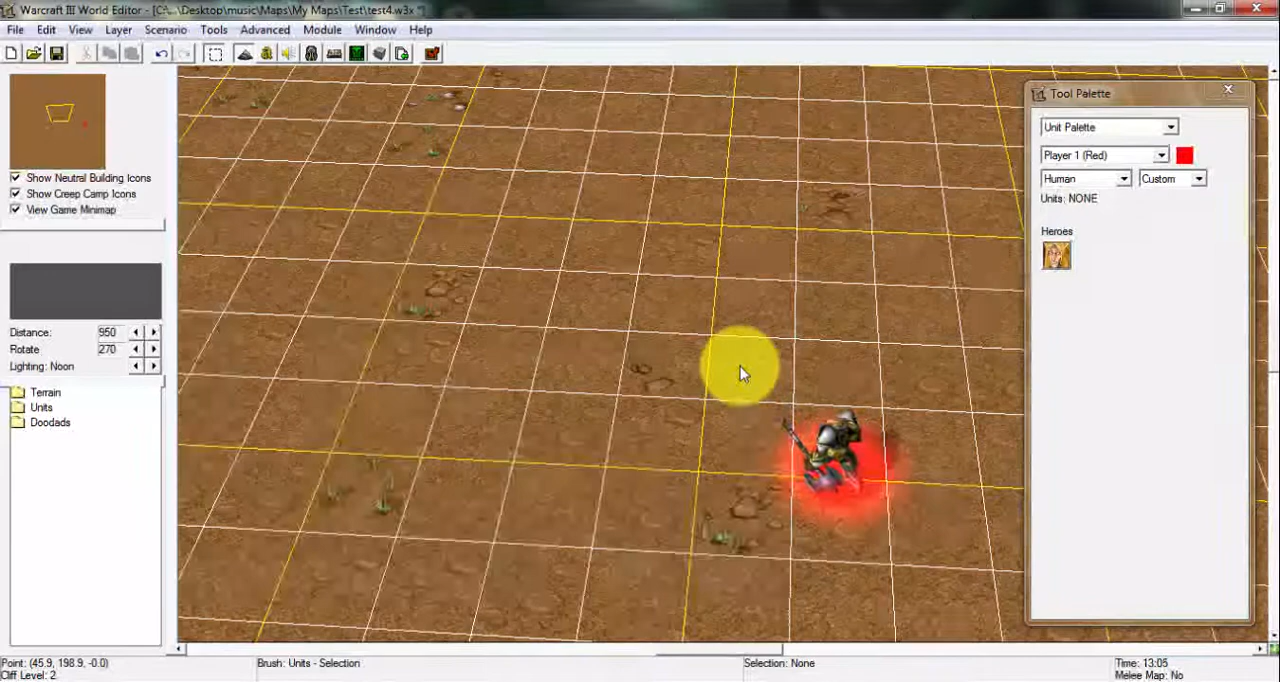 Warcraft III World Editor - [C:\...\Desktop\music\Maps\My Maps\Test\test4.w3x *]
File Edit View Layer Scenario Tools Advanced Module Window Help
Show Neutral Building Icons
Show Creep Camp Icons
View Game Minimap
Distance: 950
Rotate 270
Lighting: Noon
Terrain
Units
Doodads
Tool Palette
Unit Palette
Player 1 (Red)
Human Custom
Units: NONE
Heroes
Point: (45.9, 198.9, -0.0)
Cliff Level: 2
Brush: Units - Selection
Selection: None
Time: 13:05
Melee Map: No